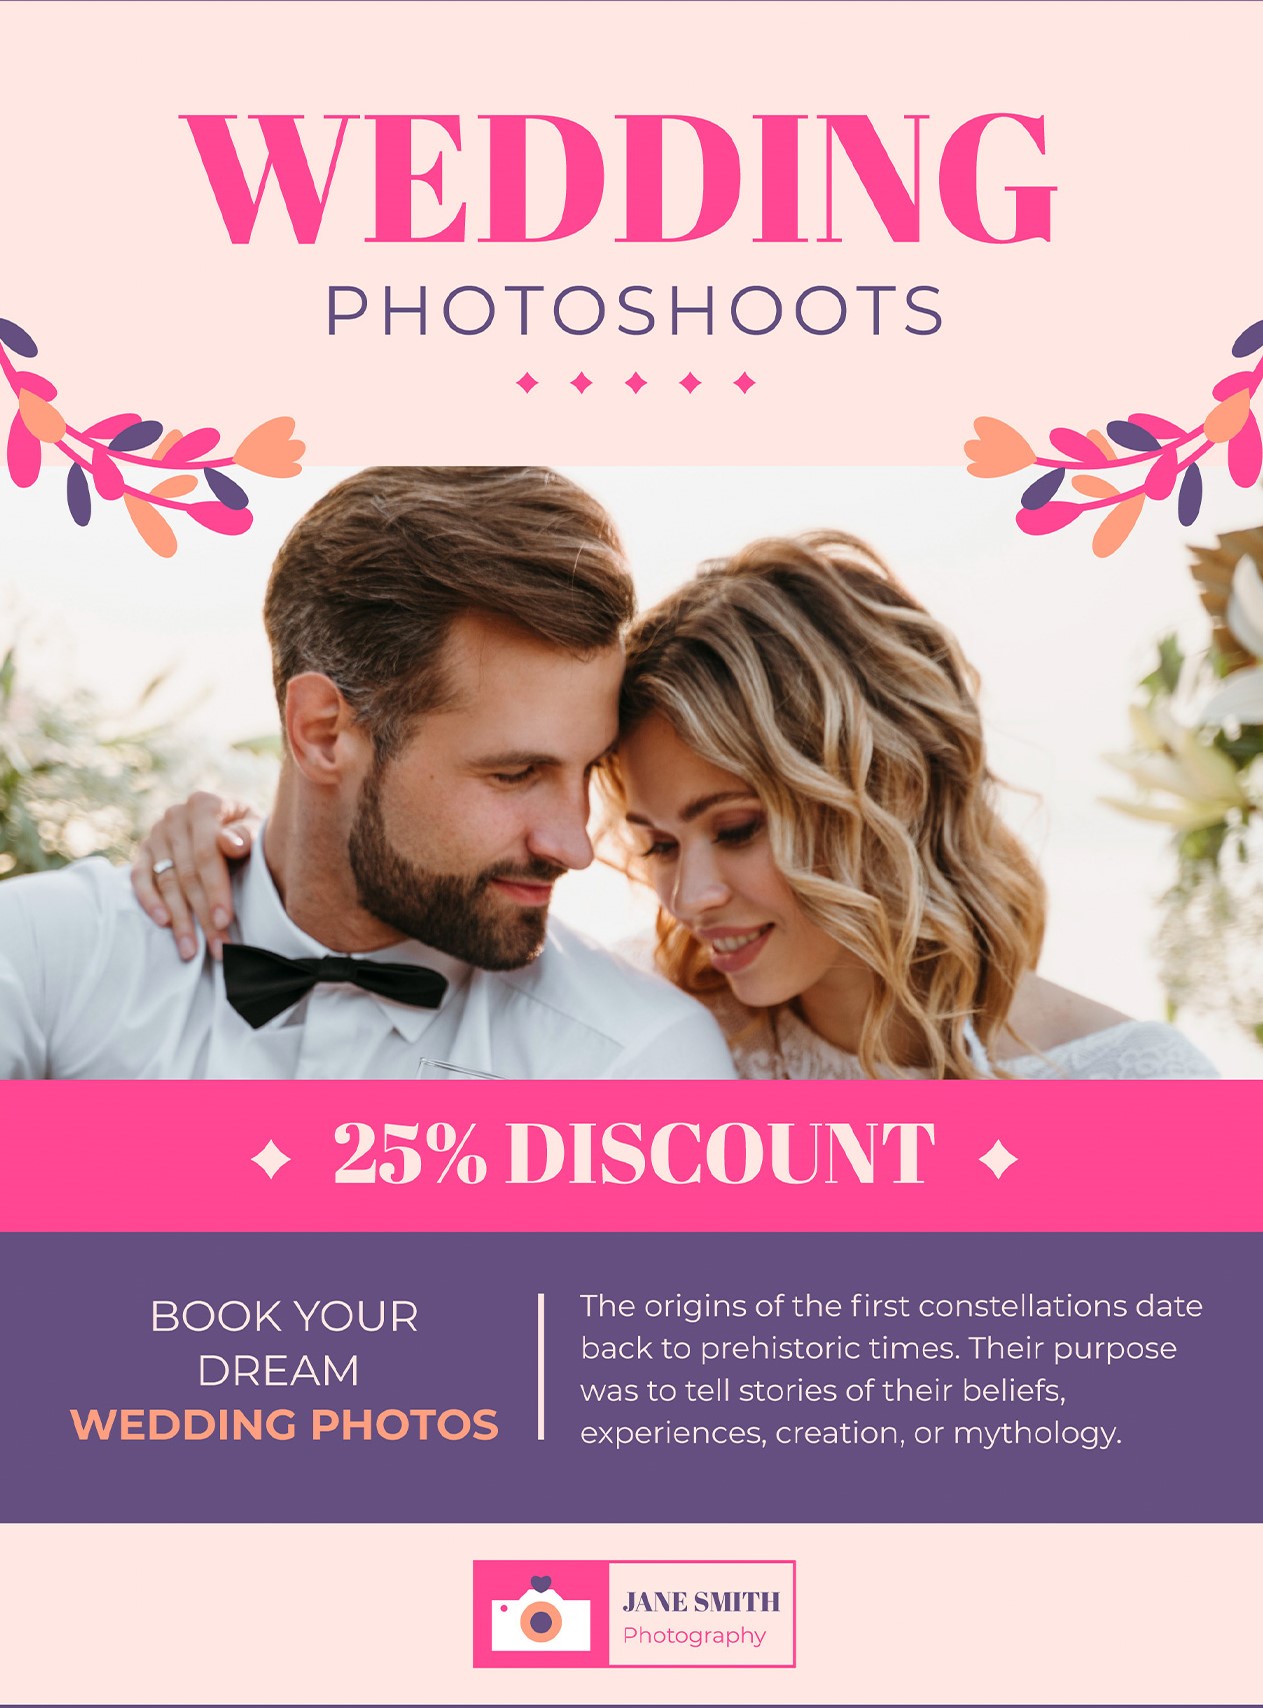 WEDDING
PHOTOSHOOTS
25% DISCOUNT
BOOK YOUR
DREAM
WEDDING PHOTOS
The origins of the first constellations date
back to prehistoric times. Their purpose
was to tell stories of their beliefs,
experiences, creation, or mythology.
JANE SMITH
Photography